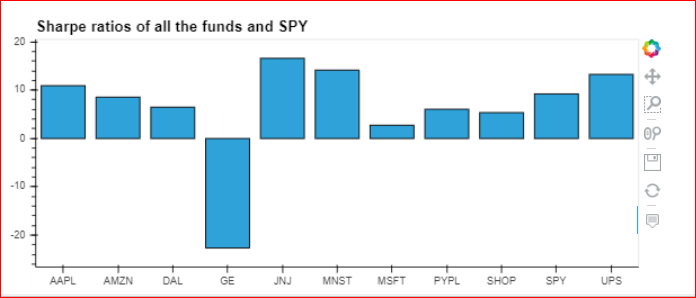 Sharpe ratios of all the funds and SPY
20
10
0
-10
-20
AAPL AMZN DAL GE JNJ MNST MSFT PYPL SHOP SPY UPS